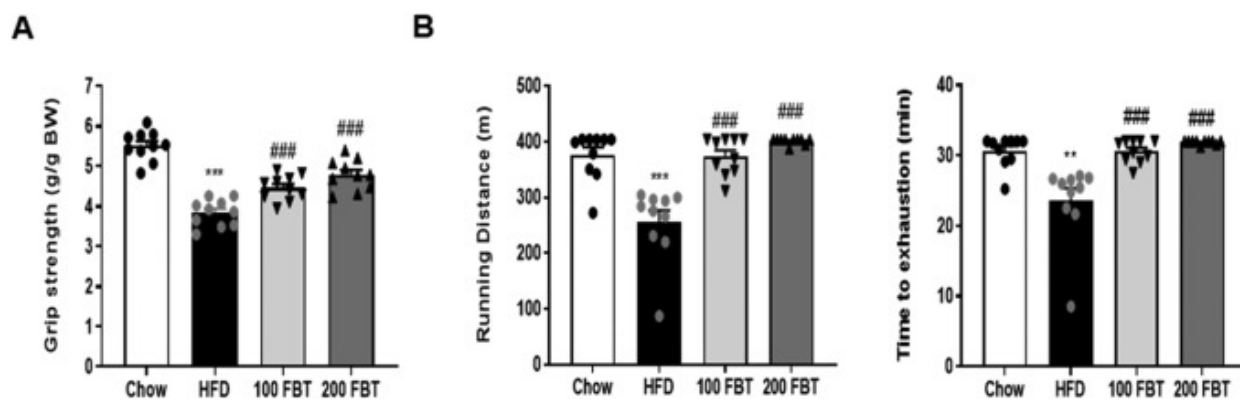 A
B
Grip strength (g/g BW)
7
6
5
4
3
2
1
0
***
###
###
Chow
HFD
100 FBT
200 FBT
Running Distance (m)
500
400
300
200
100
0
***
###
###
Chow
HFD
100 FBT
200 FBT
Time to exhaustion (min)
40
30
20
10
0
**
###
###
Chow
HFD
100 FBT
200 FBT